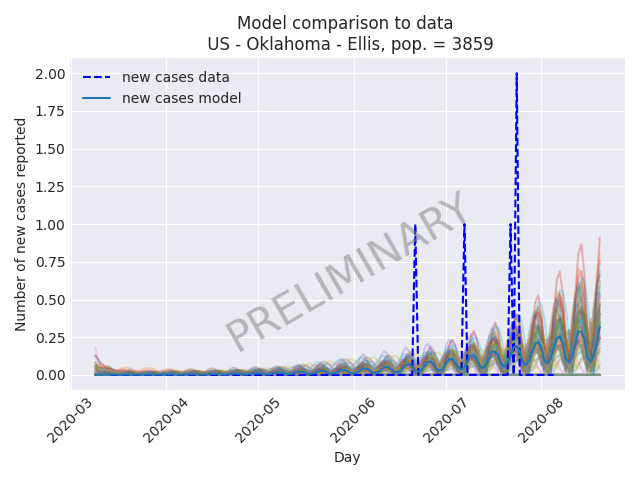 Model comparison to data
US - Oklahoma - Ellis, pop. = 3859
new cases data
new cases model
Number of new cases reported
2.00
1.75
1.50
1.25
1.00
0.75
0.50
0.25
0.00
PRELIMINARY
2020-03
2020-04
2020-05
2020-06
2020-07
2020-08
Day